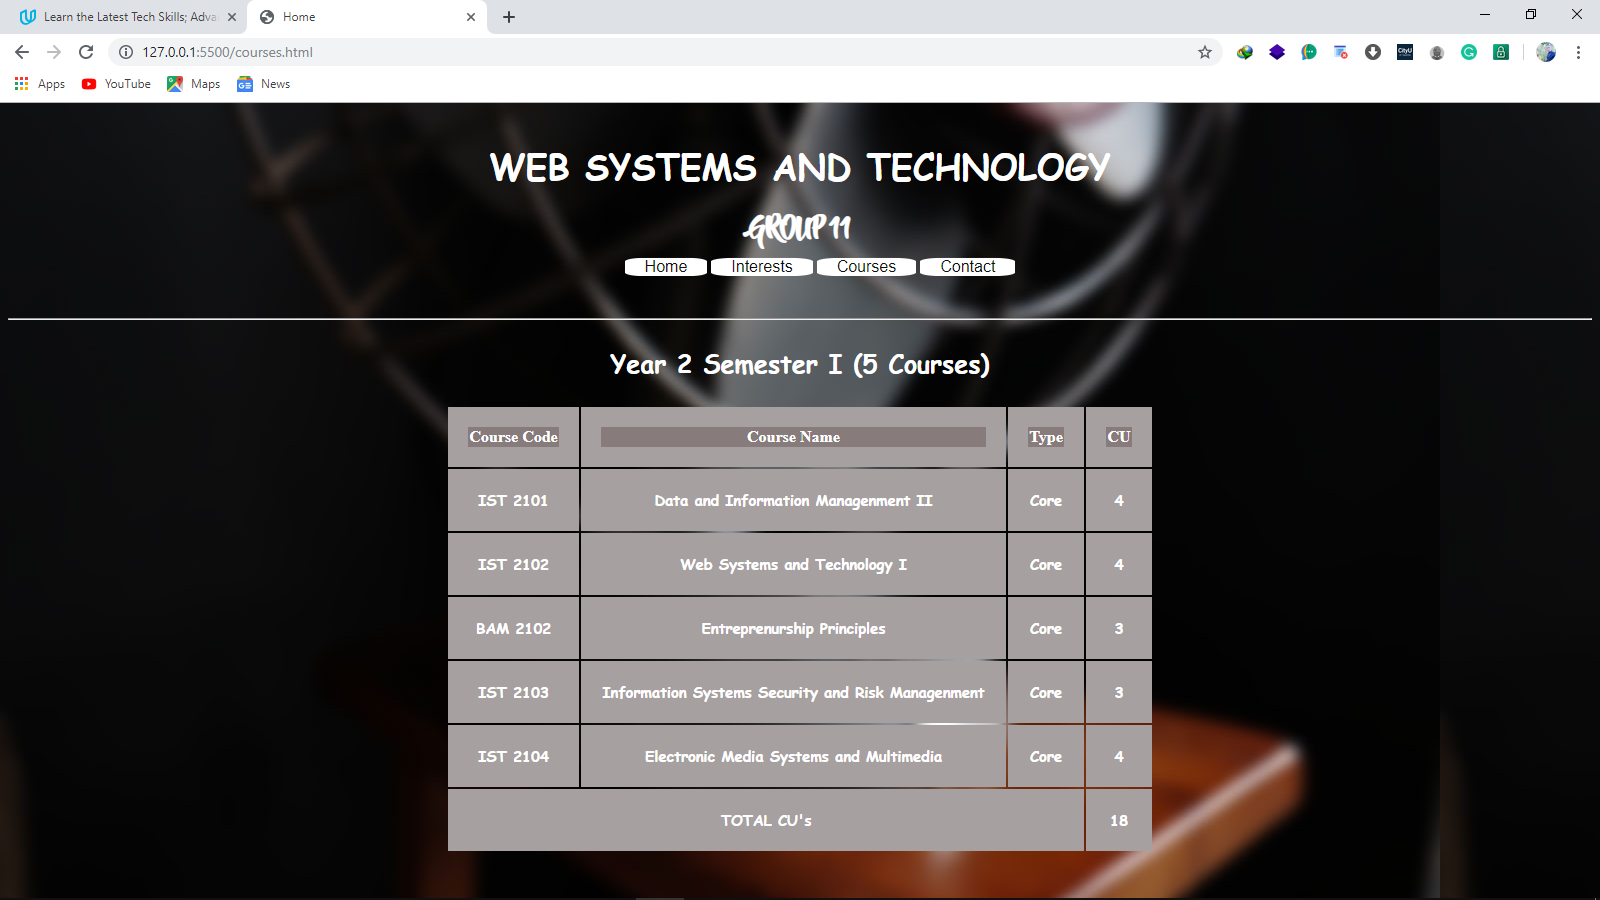 Learn the Latest Tech Skills; Adva
Home
127.0.0.1:5500/courses.html
Apps YouTube Maps News
WEB SYSTEMS AND TECHNOLOGY
GROUP 11
Home Interests Courses Contact
Year 2 Semester I (5 Courses)
Course Code Course Name Type CU
IST 2101 Data and Information Managenment II Core 4
IST 2102 Web Systems and Technology I Core 4
BAM 2102 Entreprenurship Principles Core 3
IST 2103 Information Systems Security and Risk Managenment Core 3
IST 2104 Electronic Media Systems and Multimedia Core 4
TOTAL CU's 18